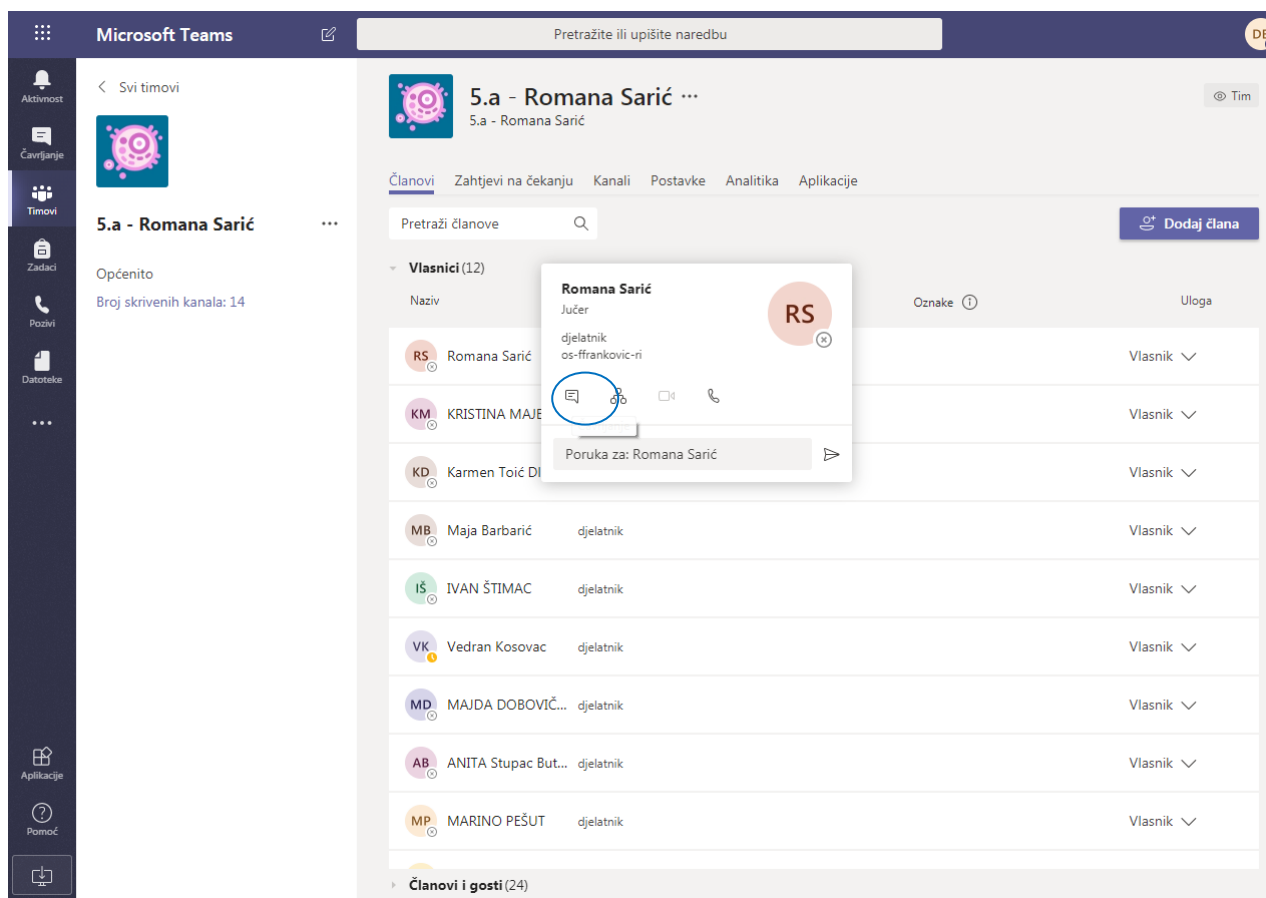 Microsoft Teams
Pretražite ili upišite naredbu
DE
Aktivnost
Čavrljanje
Timovi
Zadaci
Pozivi
Datoteke
Aplikacije
Pomoć
Svi timovi
5.a - Romana Sarić
Općenito
Broj skrivenih kanala: 14
5.a - Romana Sarić
5.a - Romana Sarić
Tim
Članovi Zahtjevi na čekanju Kanali Postavke Analitika Aplikacije
Pretraži članove
Dodaj člana
Vlasnici (12)
Naziv Oznake Uloga
Romana Sarić
Jučer
djelatnik
os-ffrankovic-ri
RS
Poruka za: Romana Sarić
RS Romana Sarić Vlasnik
KM KRISTINA MAJE Vlasnik
KD Karmen Toić Dl Vlasnik
MB Maja Barbarić djelatnik Vlasnik
IŠ IVAN ŠTIMAC djelatnik Vlasnik
VK Vedran Kosovac djelatnik Vlasnik
MD MAJDA DOBOVIČ... djelatnik Vlasnik
AB ANITA Stupac But... djelatnik Vlasnik
MP MARINO PEŠUT djelatnik Vlasnik
Članovi i gosti (24)